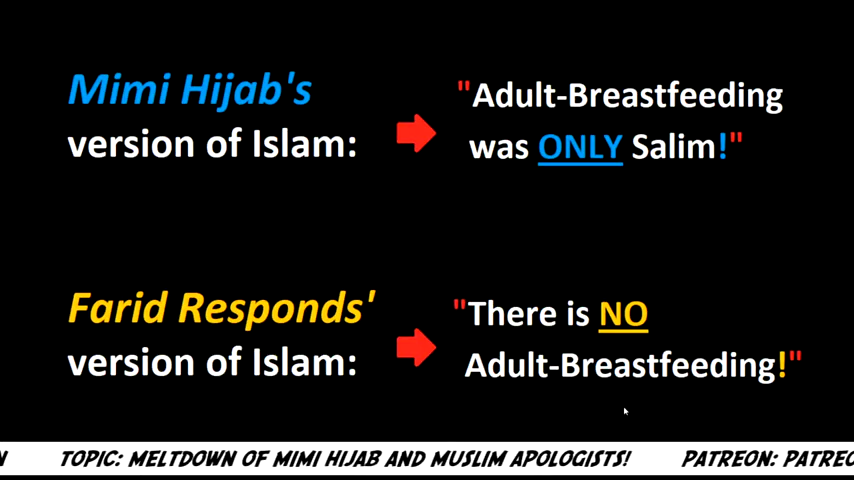 Mimi Hijab's
version of Islam:
"Adult-Breastfeeding
was ONLY Salim!"
Farid Responds'
version of Islam:
"There is NO
Adult-Breastfeeding!"
N TOPIC: MELTDOWN OF MIMI HIJAB AND MUSLIM APOLOGISTS! PATREON: PATREO